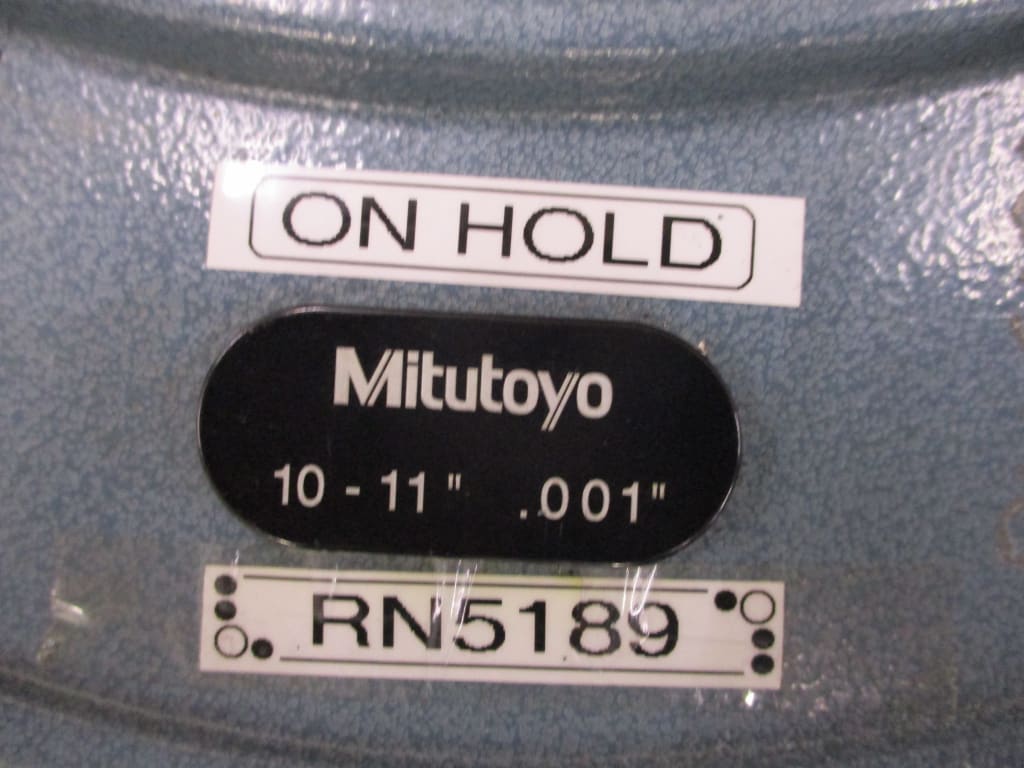 ON HOLD
Mitutoyo
10 - 11 " .001"
RN5189